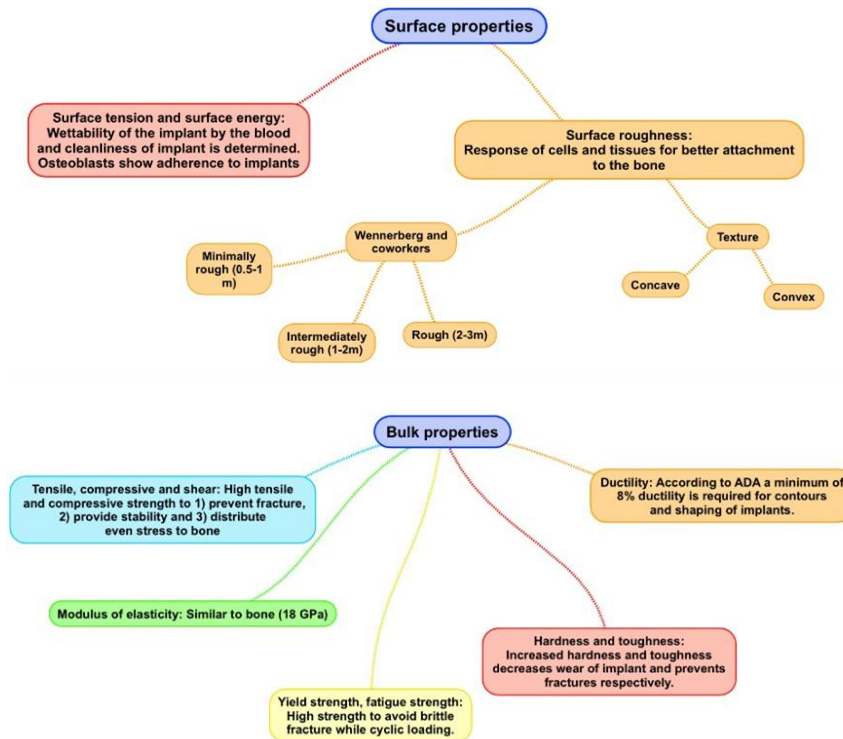 Surface properties
Surface tension and surface energy:
Wettability of the implant by the blood
and cleanliness of implant is determined.
Osteoblasts show adherence to implants
Surface roughness:
Response of cells and tissues for better attachment
to the bone
Wennerberg and
coworkers
Texture
Minimally
rough (0.5-1
m)
Concave
Convex
Intermediately
rough (1-2m)
Rough (2-3m)
Bulk properties
Tensile, compressive and shear: High tensile
and compressive strength to 1) prevent fracture,
2) provide stability and 3) distribute
even stress to bone
Ductility: According to ADA a minimum of
8% ductility is required for contours
and shaping of implants.
Modulus of elasticity: Similar to bone (18 GPa)
Hardness and toughness:
Increased hardness and toughness
decreases wear of implant and prevents
fractures respectively.
Yield strength, fatigue strength:
High strength to avoid brittle
fracture while cyclic loading.